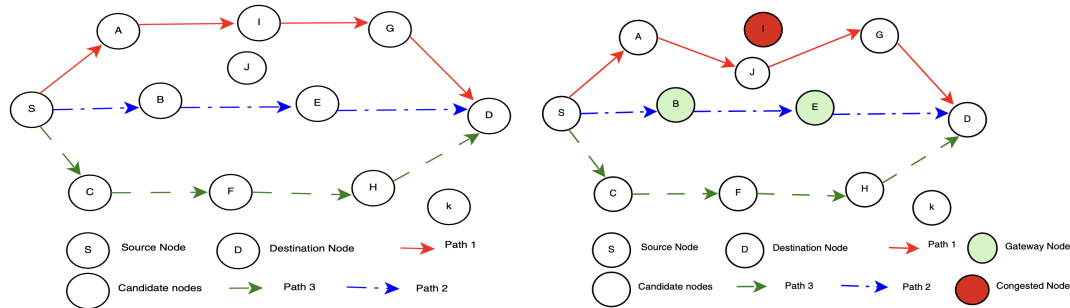 A
I
G
J
S
B
E
D
C
F
H
k
S Source Node D Destination Node Path 1
Candidate nodes Path 3 Path 2
I
A
G
J
S
B
E
D
C
F
H
k
S Source Node D Destination Node Path 1 Gateway Node
Candidate nodes Path 3 Path 2 Congested Node